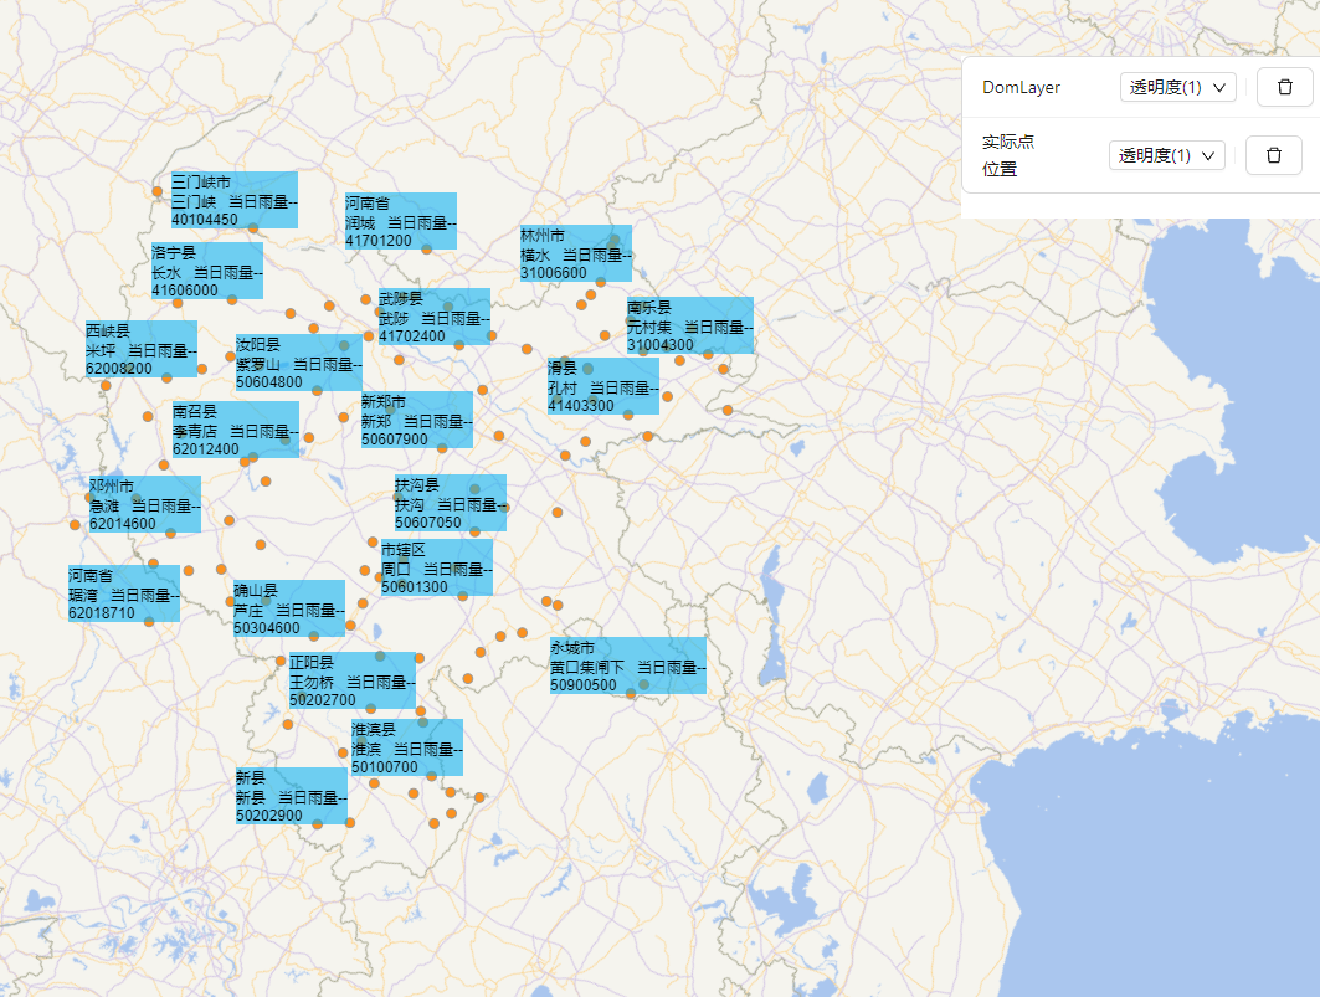 DomLayer
透明度(1)
实际点
位置
透明度(1)
三门峡市
三门峡 当日雨量--
40104450
河南省
润城 当日雨量--
41701200
林州市
横水 当日雨量--
31006600
洛宁县
长水 当日雨量--
41606000
武陟县
武陟 当日雨量--
41702400
南乐县
元村集 当日雨量--
31004300
西峡县
米坪 当日雨量--
62008200
汝阳县
紫罗山 当日雨量--
50604800
滑县
孔村 当日雨量--
41403300
南召县
李青店 当日雨量--
62012400
新郑市
新郑 当日雨量--
50607900
邓州市
急滩 当日雨量--
62014600
扶沟县
扶沟 当日雨量--
50607050
市辖区
周口 当日雨量--
50601300
河南省
琚湾 当日雨量--
62018710
确山县
芦庄 当日雨量--
50304600
永城市
黄口集闸下 当日雨量--
50900500
正阳县
王勿桥 当日雨量--
50202700
淮滨县
淮滨 当日雨量--
50100700
新县
新县 当日雨量--
50202900